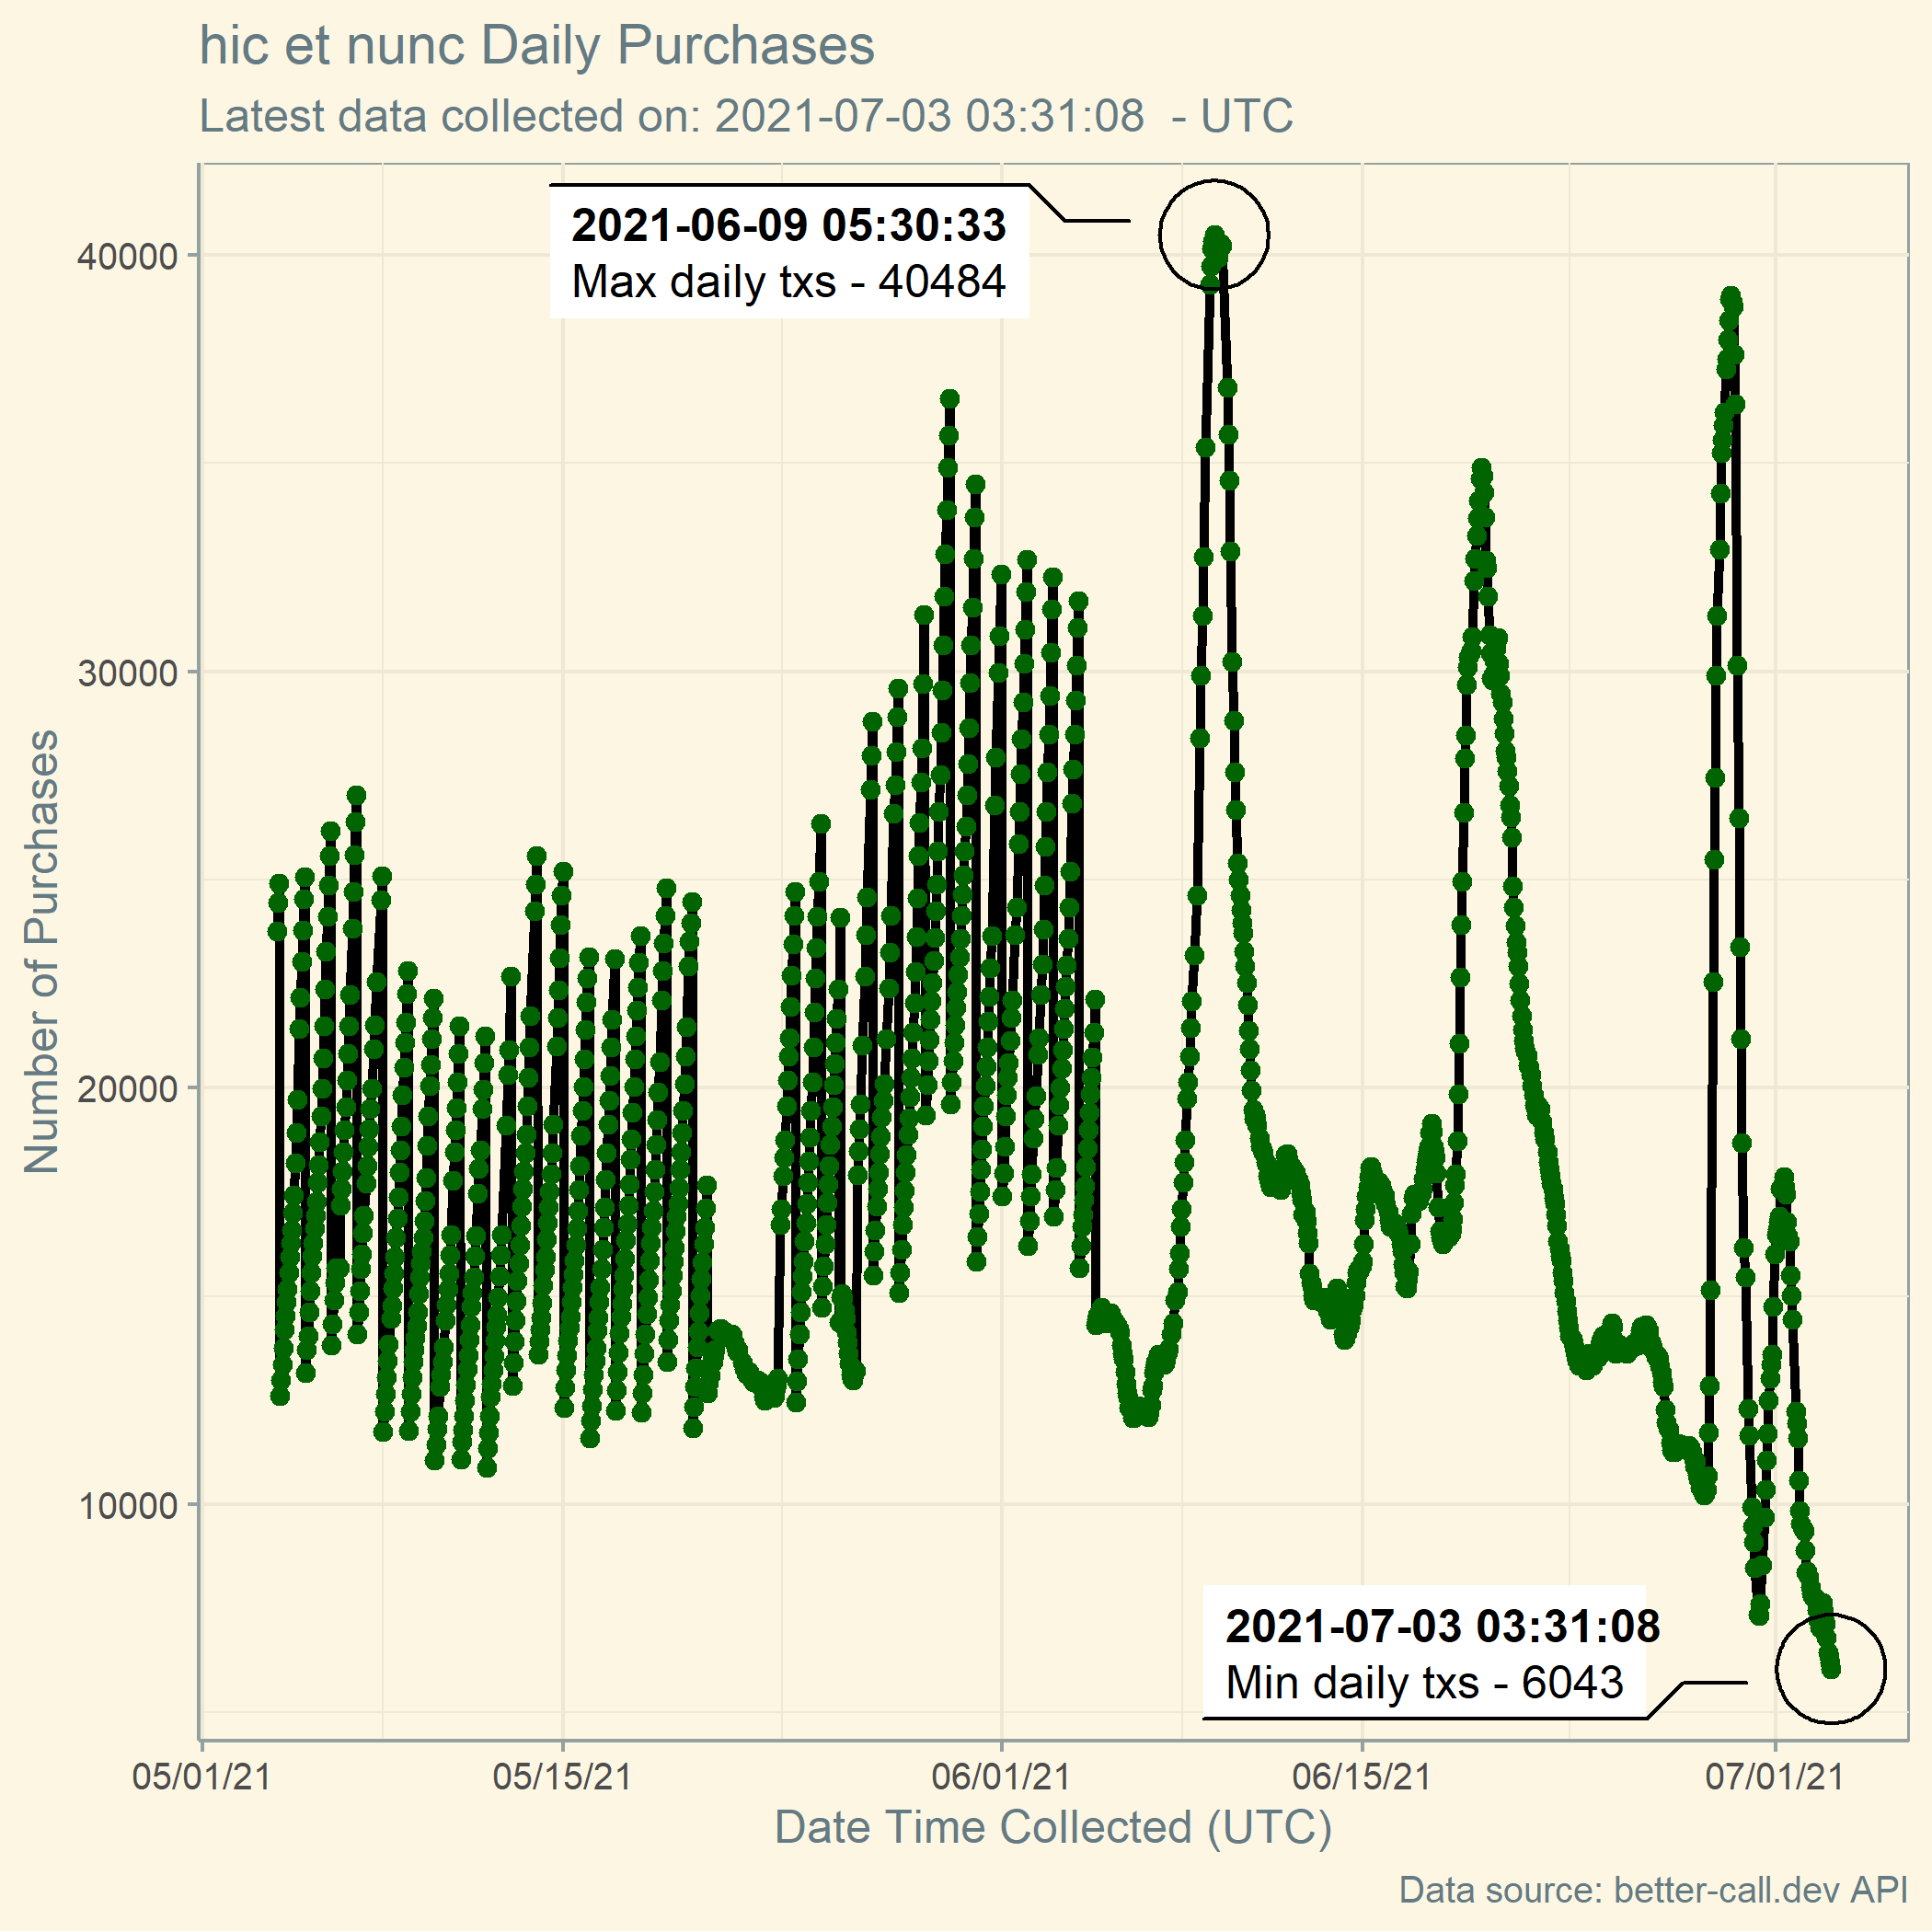 hic et nunc Daily Purchases
Latest data collected on: 2021-07-03 03:31:08  - UTC
2021-06-09 05:30:33
Max daily txs - 40484
40000
30000
20000
10000
Number of Purchases
2021-07-03 03:31:08
Min daily txs - 6043
05/01/21
05/15/21
06/01/21
06/15/21
07/01/21
Date Time Collected (UTC)
Data source: better-call.dev API